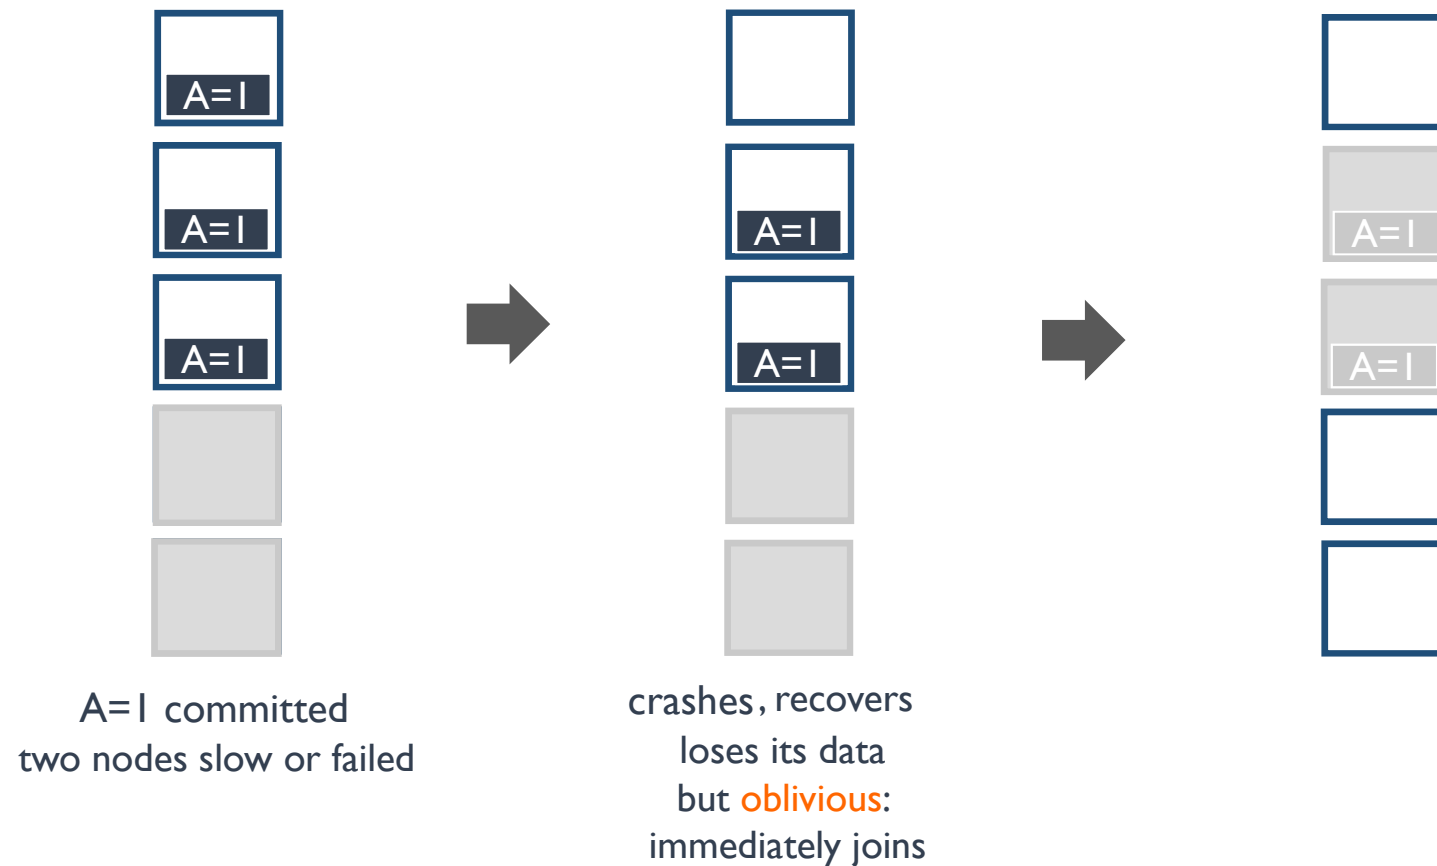 A=1
A=1
A=1
A=1
A=1
A=1
A=1
A=1 committed
two nodes slow or failed
crashes, recovers
loses its data
but oblivious:
immediately joins